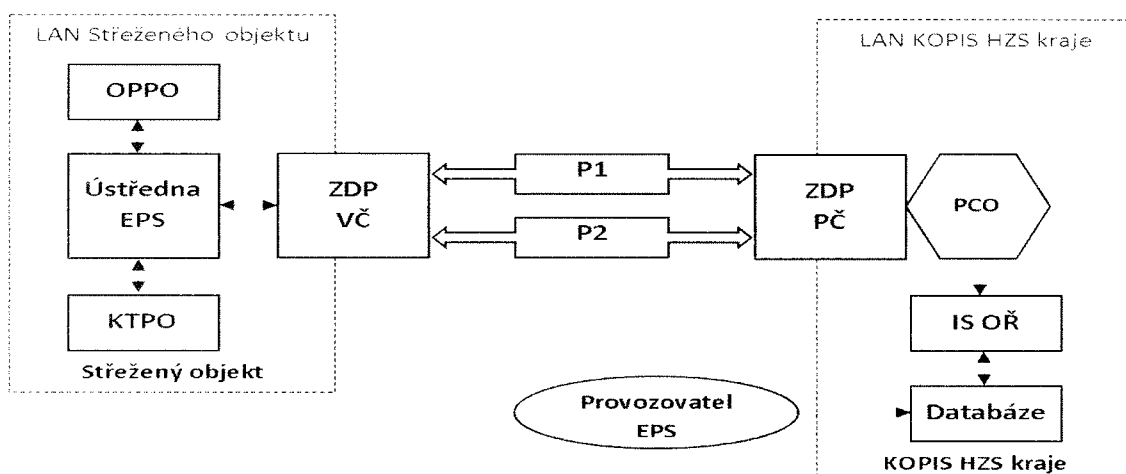 LAN Střeženého objektu
OPPO
Ústředna
EPS
KTPO
Střežený objekt
ZDP
VČ
P1
P2
ZDP
PČ
LAN KOPIS HZS kraje
PCO
IS OŘ
Databáze
KOPIS HZS kraje
Provozovatel
EPS